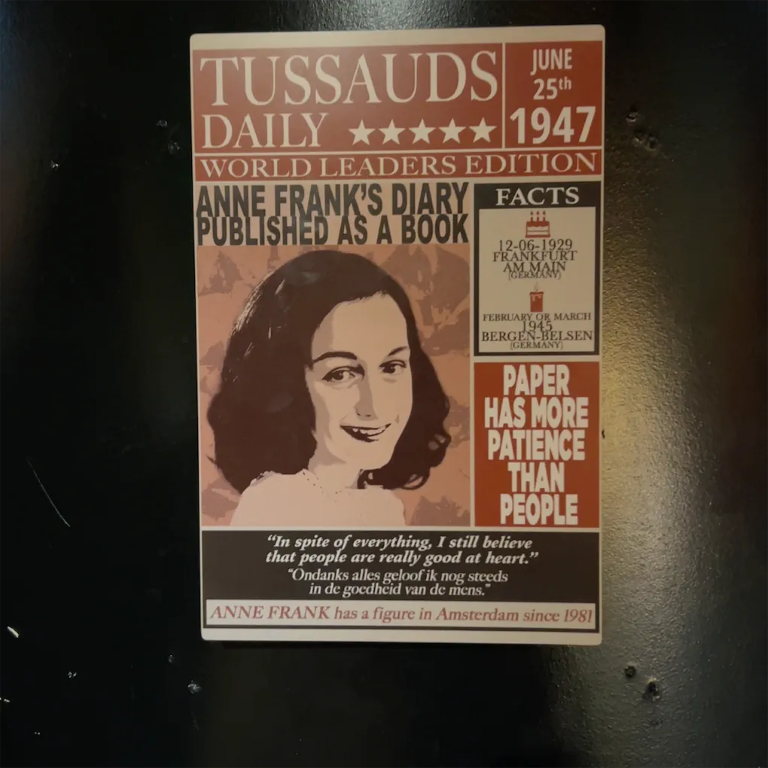 TUSSAUDS
DAILY ★★★★★
JUNE
25th
1947
WORLD LEADERS EDITION
ANNE FRANK'S DIARY
PUBLISHED AS A BOOK
FACTS
12-06-1929
FRANKFURT
AM MAIN
(GERMANY)
FEBRUARY OR MARCH
1945
BERGEN-BELSEN
(GERMANY)
PAPER
HAS MORE
PATIENCE
THAN
PEOPLE
“In spite of everything, I still believe
that people are really good at heart.”
“Ondanks alles geloof ik nog steeds
in de goedheid van de mens.”
ANNE FRANK has a figure in Amsterdam since 1981